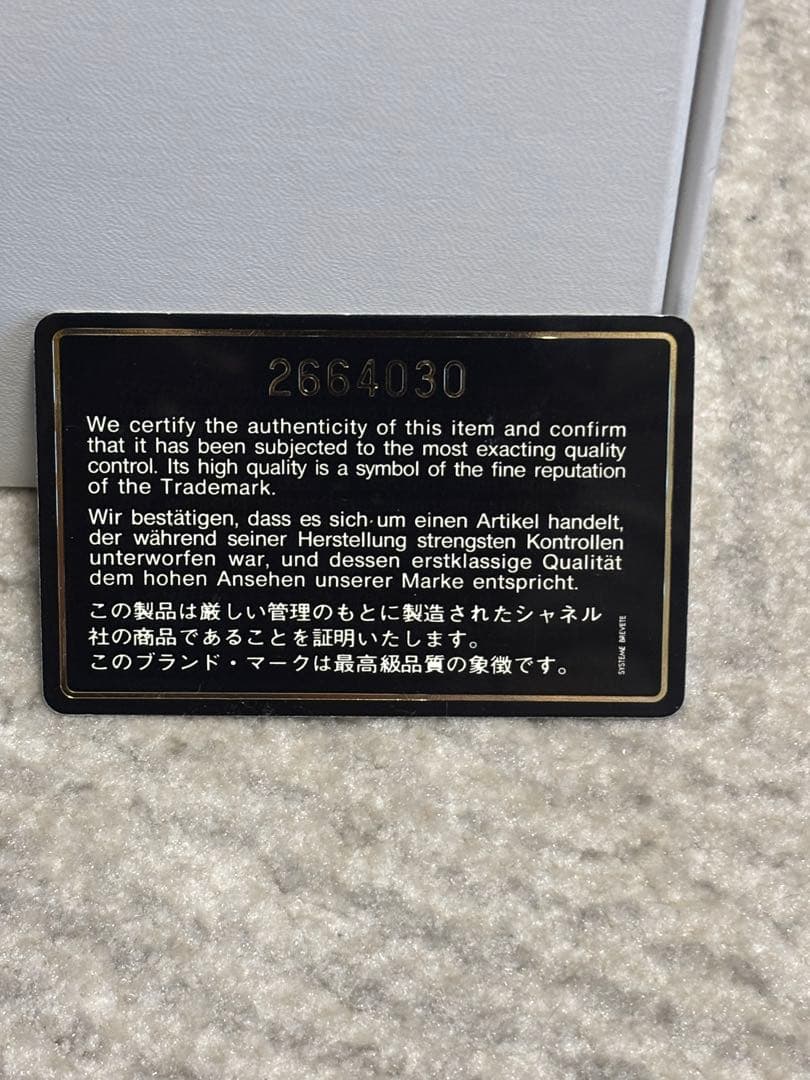 2664030
We certify the authenticity of this item and confirm
that it has been subjected to the most exacting quality
control. Its high quality is a symbol of the fine reputation
of the Trademark.
Wir bestätigen, dass es sich um einen Artikel handelt,
der während seiner Herstellung strengsten Kontrollen
unterworfen war, und dessen erstklassige Qualität
dem hohen Ansehen unserer Marke entspricht.
この製品は厳しい管理のもとに製造されたシャネル
社の商品であることを証明いたします。
このブランド・マークは最高級品質の象徴です。
SYSTEME BREVETE